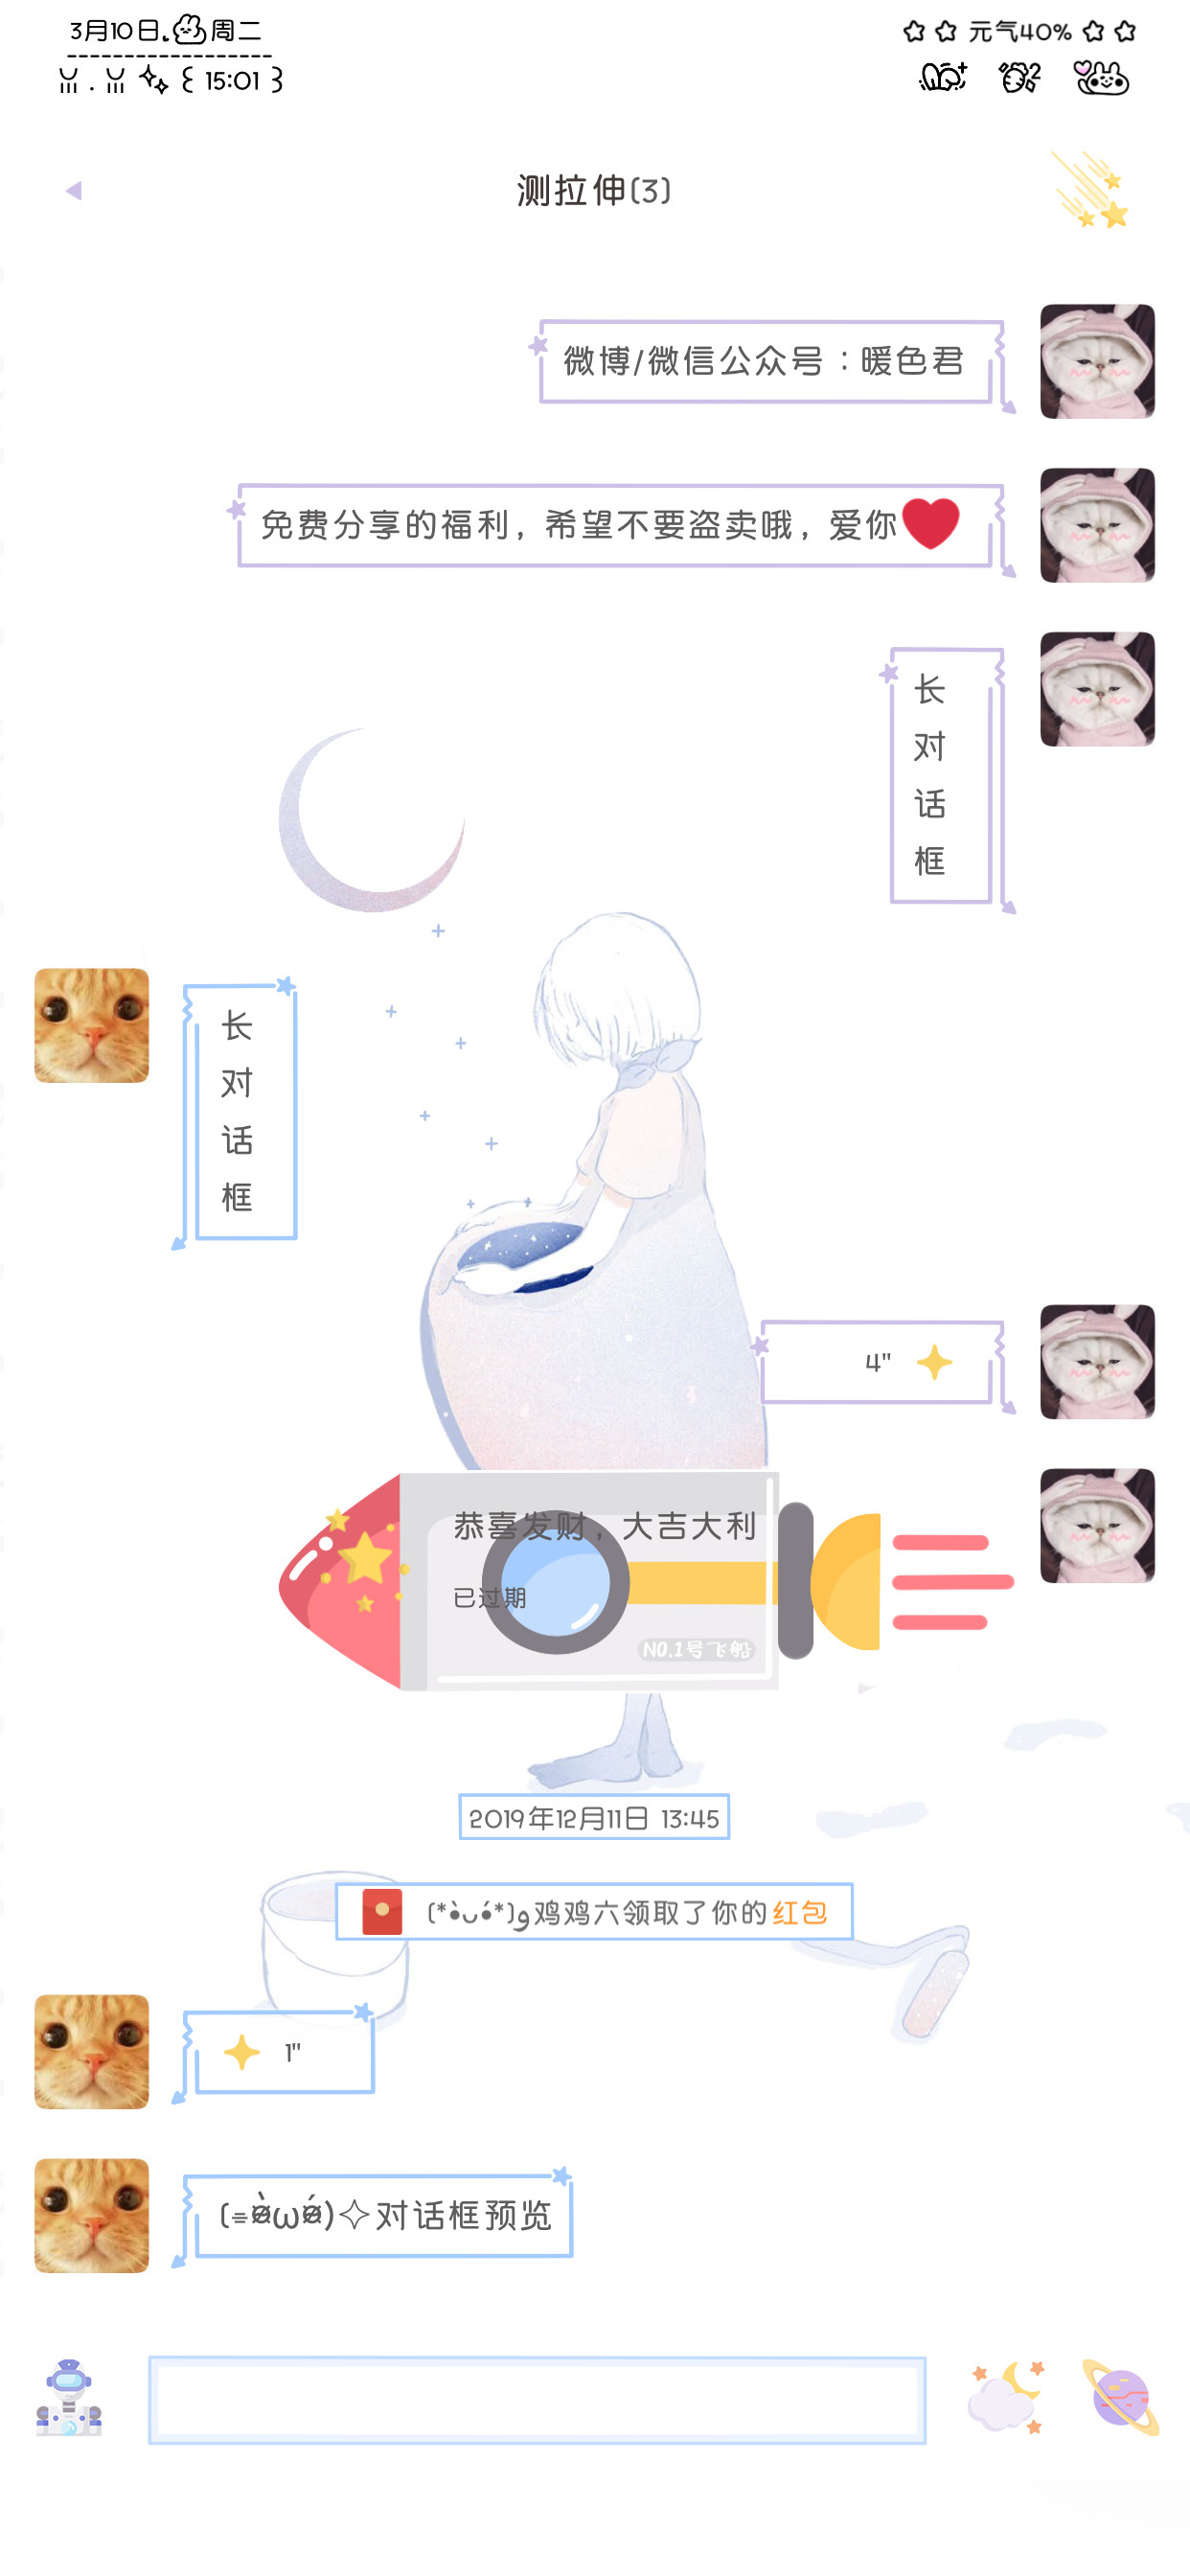 3月10日.周二
15:01
元气40%
测拉伸(3)
微博/微信公众号：暖色君
免费分享的福利，希望不要盗卖哦，爱你❤
长
对
话
框
长
对
话
框
4"
恭喜发财，大吉大利
已过期
NO.1号飞船
2019年12月11日 13:45
(*•̀ᴗ•́*)و鸡鸡六领取了你的红包
1"
对话框预览